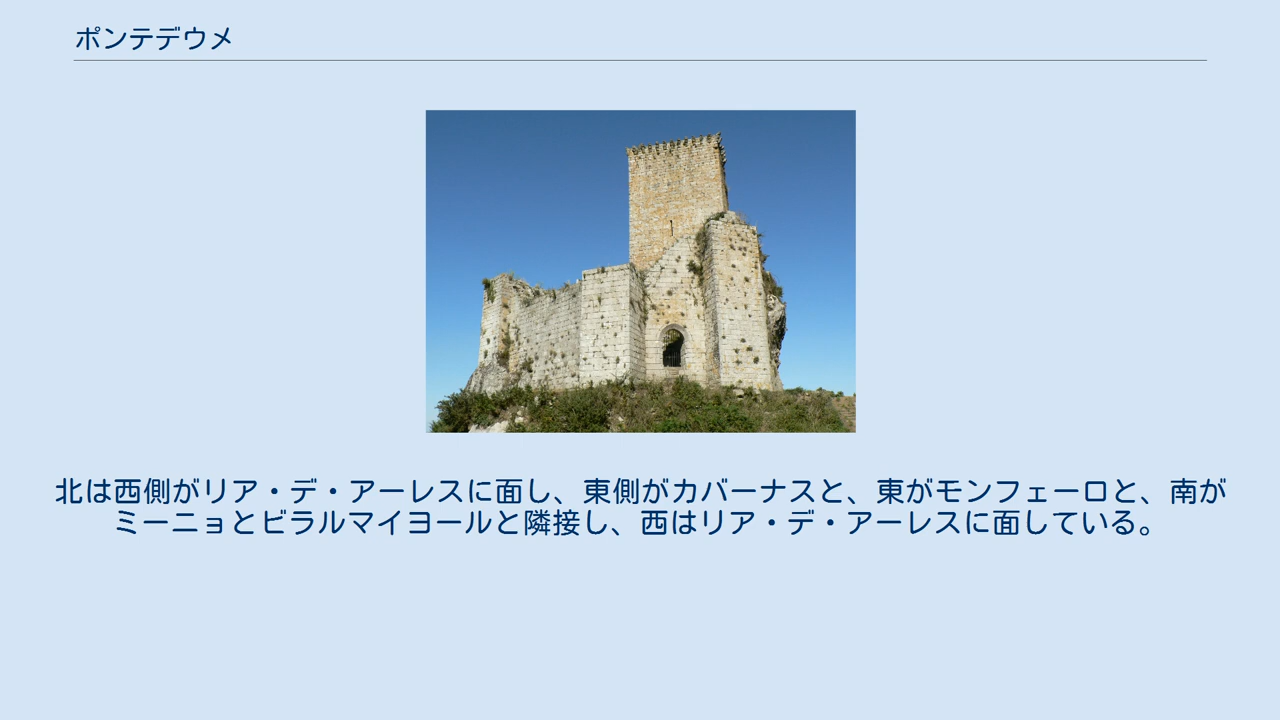 ポンテデウメ
北は西側がリア・デ・アーレスに面し、東側がカバーナスと、東がモンフェーロと、南が
ミーニョとビラルマイヨールと隣接し、西はリア・デ・アーレスに面している。